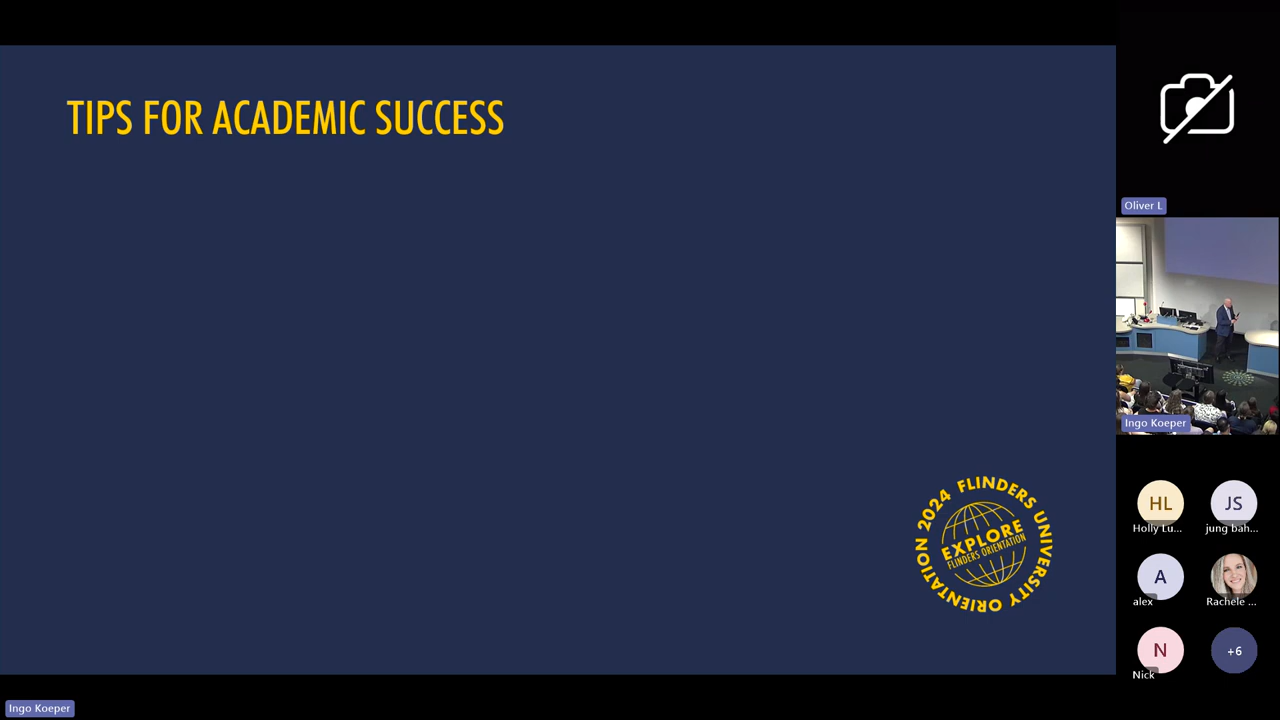 TIPS FOR ACADEMIC SUCCESS
FLINDERS UNIVERSITY ORIENTATION 2024
EXPLORE
FLINDERS ORIENTATION
Oliver L
Ingo Koeper
HL
Holly Lu...
JS
jung bah...
A
alex
Rachele ...
N
Nick
+6
Ingo Koeper